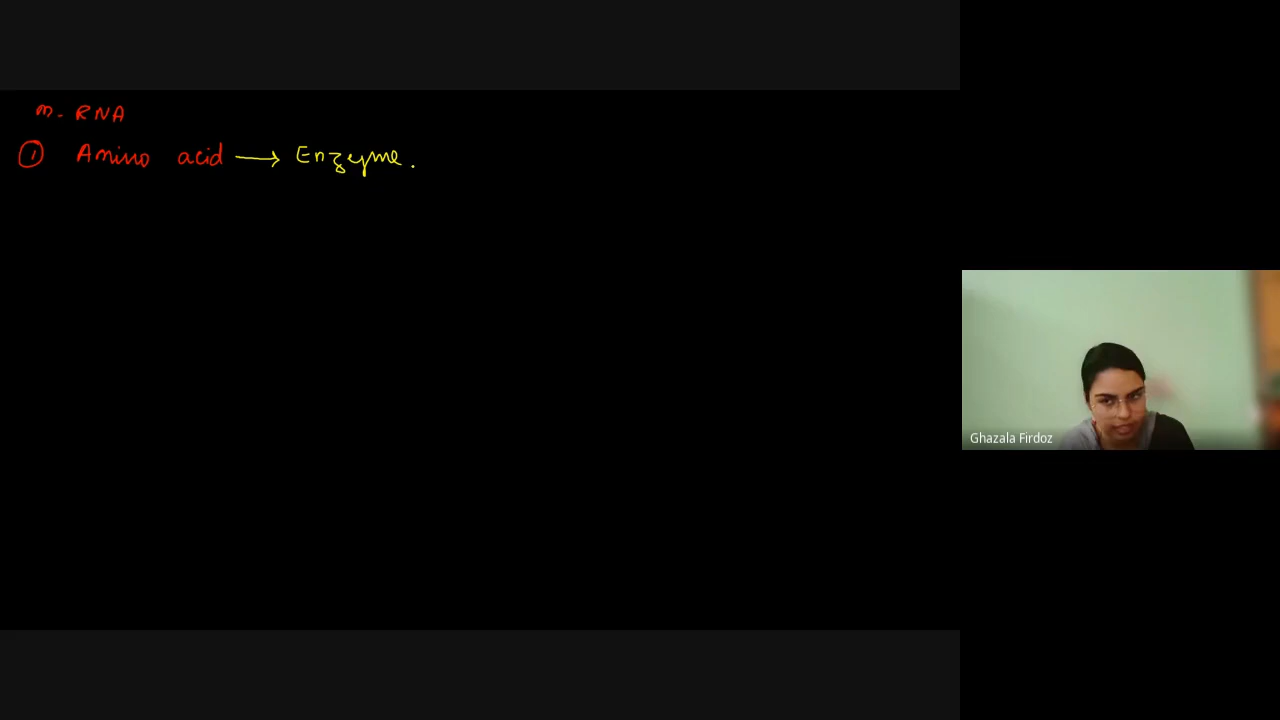 m-RNA
① Amino acid → Enzyme.
Ghazala Firdoz